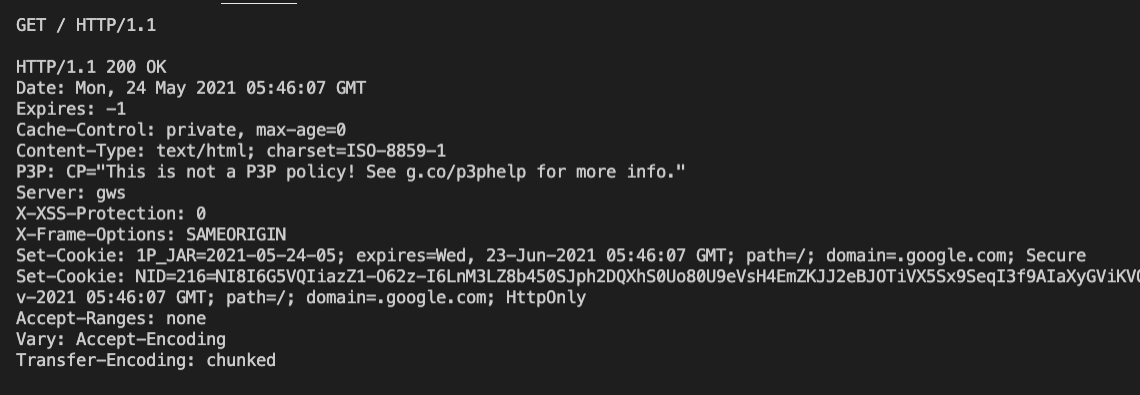 GET / HTTP/1.1
HTTP/1.1 200 OK
Date: Mon, 24 May 2021 05:46:07 GMT
Expires: -1
Cache-Control: private, max-age=0
Content-Type: text/html; charset=ISO-8859-1
P3P: CP="This is not a P3P policy! See g.co/p3phelp for more info."
Server: gws
X-XSS-Protection: 0
X-Frame-Options: SAMEORIGIN
Set-Cookie: 1P_JAR=2021-05-24-05; expires=Wed, 23-Jun-2021 05:46:07 GMT; path=/; domain=.google.com; Secure
Set-Cookie: NID=216=NI8I6G5VQIiazZ1-O62z-I6LnM3LZ8b450SJph2DQXhS0Uo80U9eVsH4EmZKJJ2eBJOTiVX5Sx9SeqI3f9AIaXyGViKV
v-2021 05:46:07 GMT; path=/; domain=.google.com; HttpOnly
Accept-Ranges: none
Vary: Accept-Encoding
Transfer-Encoding: chunked